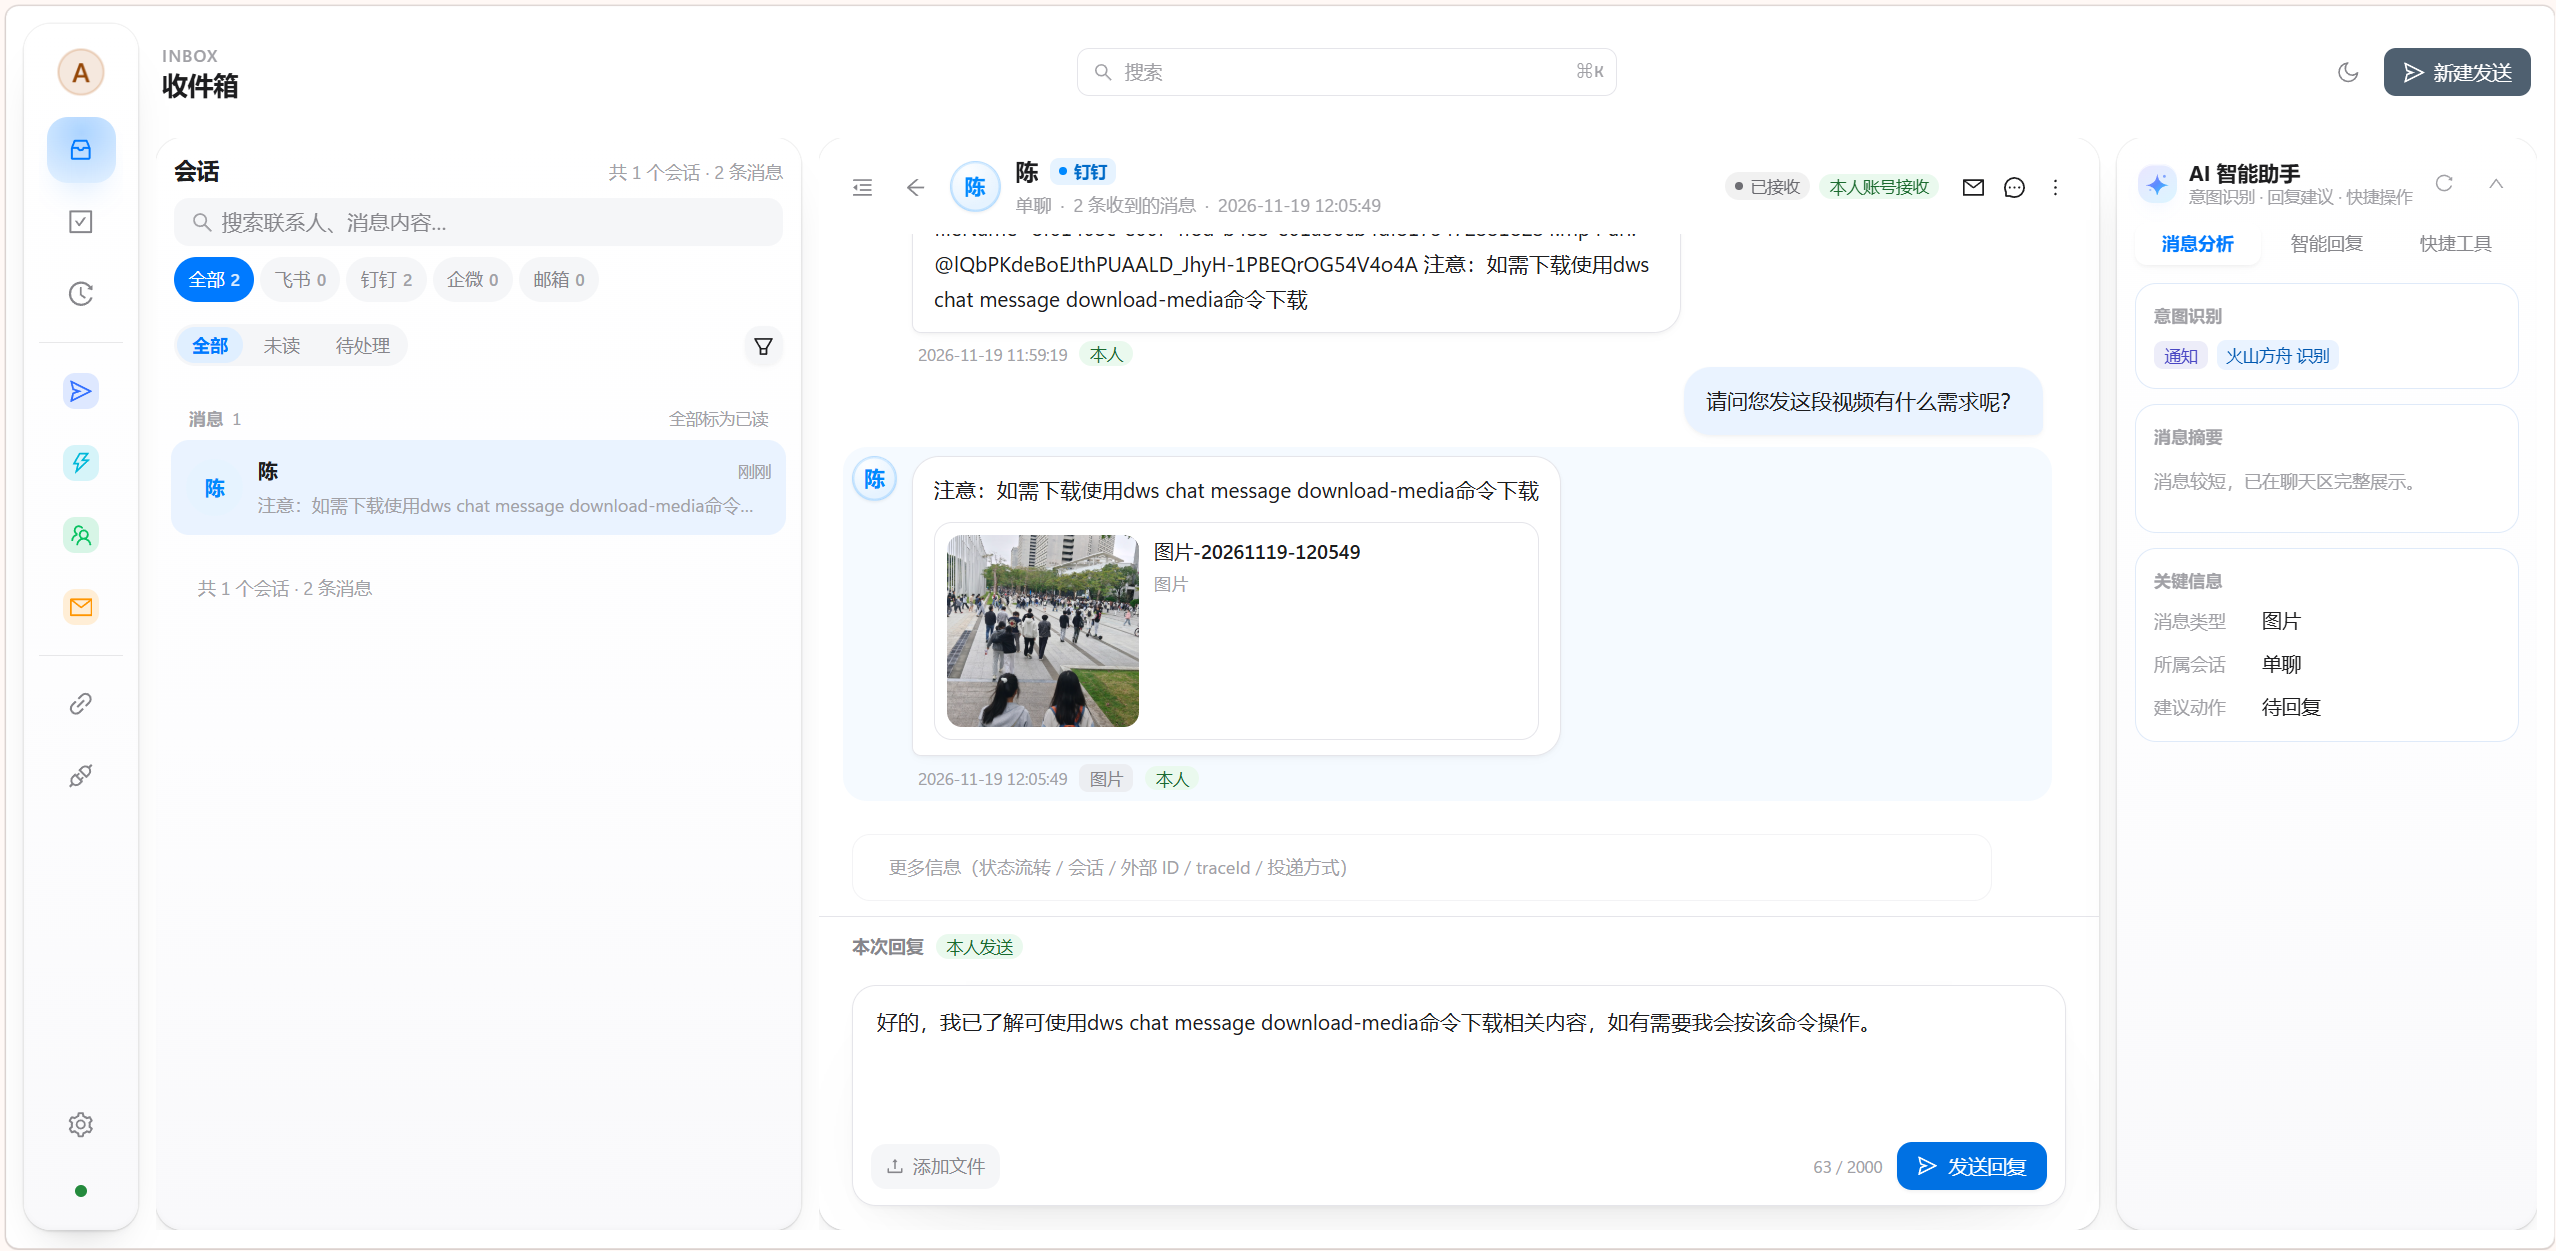 A
INBOX
收件箱
搜索
⌘K
新建发送
会话
共 1 个会话 · 2 条消息
搜索联系人、消息内容...
全部 2
飞书 0
钉钉 2
企微 0
邮箱 0
全部
未读
待处理
消息 1
全部标为已读
陈
陈
刚刚
注意：如需下载使用dws chat message download-media命令...
共 1 个会话 · 2 条消息
陈
陈
钉钉
单聊 · 2 条收到的消息 · 2026-11-19 12:05:49
已接收
本人账号接收
@lQbPKdeBoEJthPUAALD_JhyH-1PBEQrOG54V4o4A 注意：如需下载使用dws
chat message download-media命令下载
2026-11-19 11:59:19
本人
请问您发这段视频有什么需求呢？
陈
注意：如需下载使用dws chat message download-media命令下载
图片-20261119-120549
图片
2026-11-19 12:05:49
图片
本人
更多信息（状态流转 / 会话 / 外部 ID / traceId / 投递方式）
本次回复
本人发送
好的，我已了解可使用dws chat message download-media命令下载相关内容，如有需要我会按该命令操作。
添加文件
63 / 2000
发送回复
AI 智能助手
意图识别 · 回复建议 · 快捷操作
消息分析
智能回复
快捷工具
意图识别
通知
火山方舟 识别
消息摘要
消息较短，已在聊天区完整展示。
关键信息
消息类型
图片
所属会话
单聊
建议动作
待回复